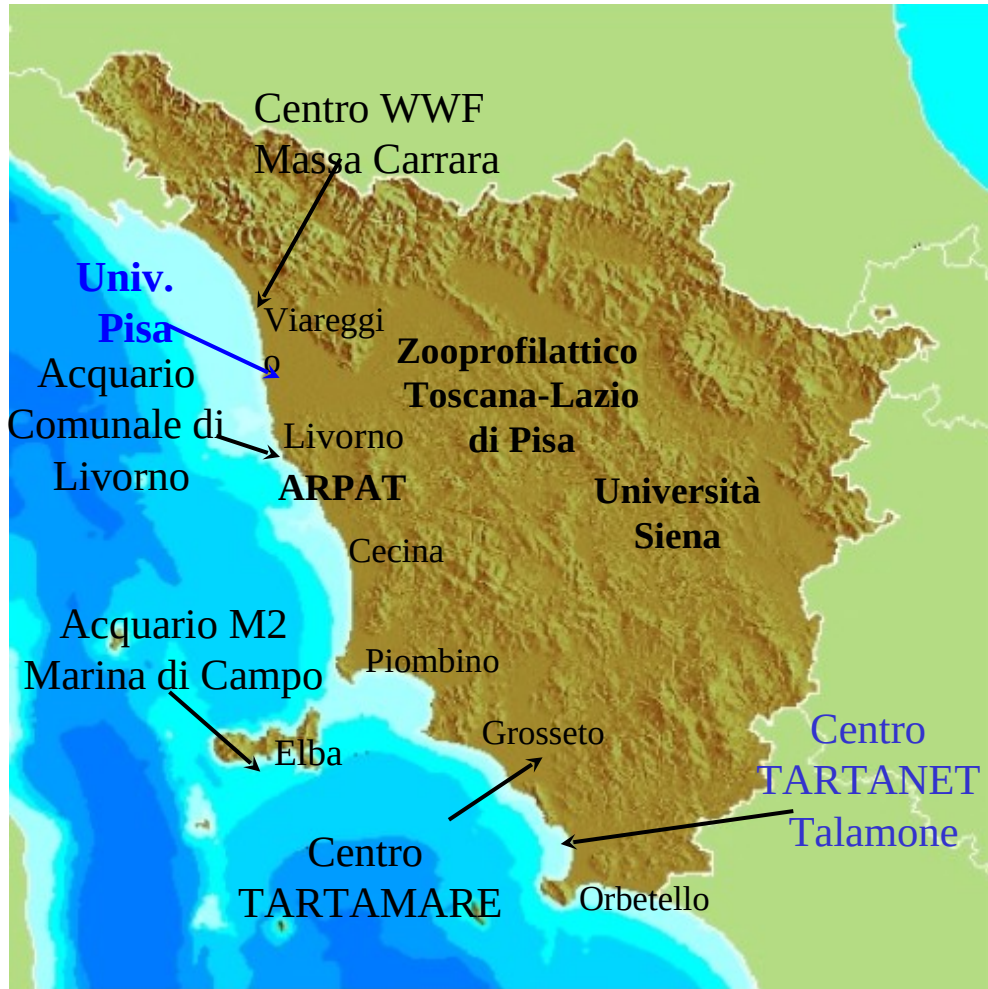 Centro WWF
Massa Carrara
Univ.
Pisa
Viareggi
o
Zooprofilattico
Toscana-Lazio
di Pisa
Acquario
Comunale di
Livorno
Livorno
ARPAT
Università
Siena
Cecina
Acquario M2
Marina di Campo
Piombino
Elba
Grosseto
Centro
TARTANET
Talamone
Centro
TARTAMARE
Orbetello